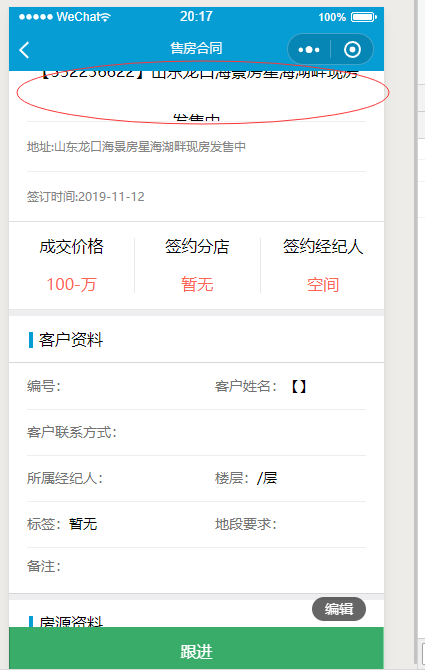 WeChat
20:17
100%
售房合同
【552256622】山东龙口海景房星海湖畔现房
发售中
地址:山东龙口海景房星海湖畔现房发售中
签订时间:2019-11-12
成交价格 签约分店 签约经纪人
100-万 暂无 空间
客户资料
编号: 客户姓名:【】
客户联系方式:
所属经纪人: 楼层:/层
标签:暂无 地段要求:
备注:
编辑
房源资料
跟进